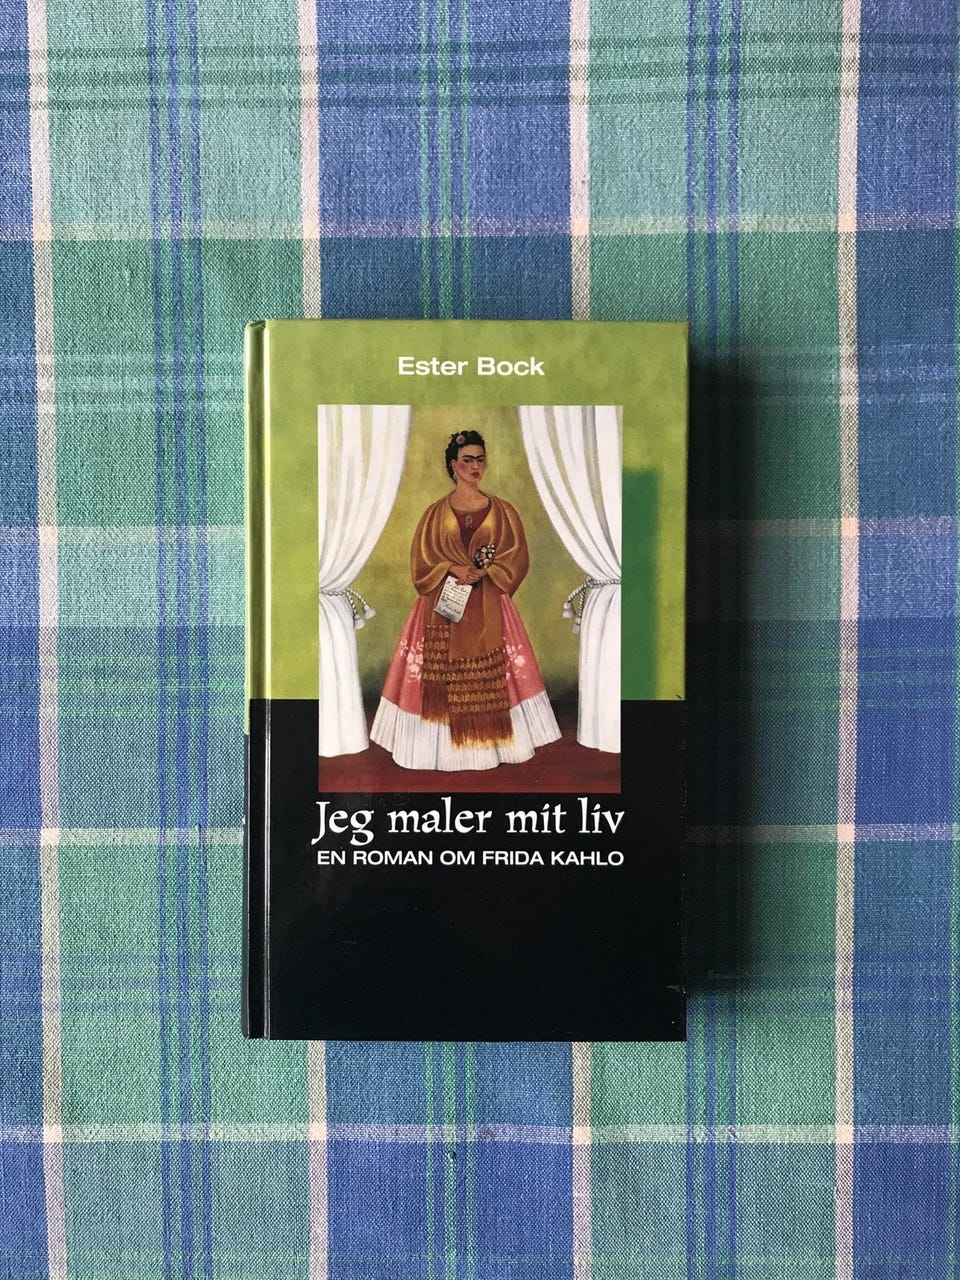 Ester Bock
Jeg maler mit liv
EN ROMAN OM FRIDA KAHLO